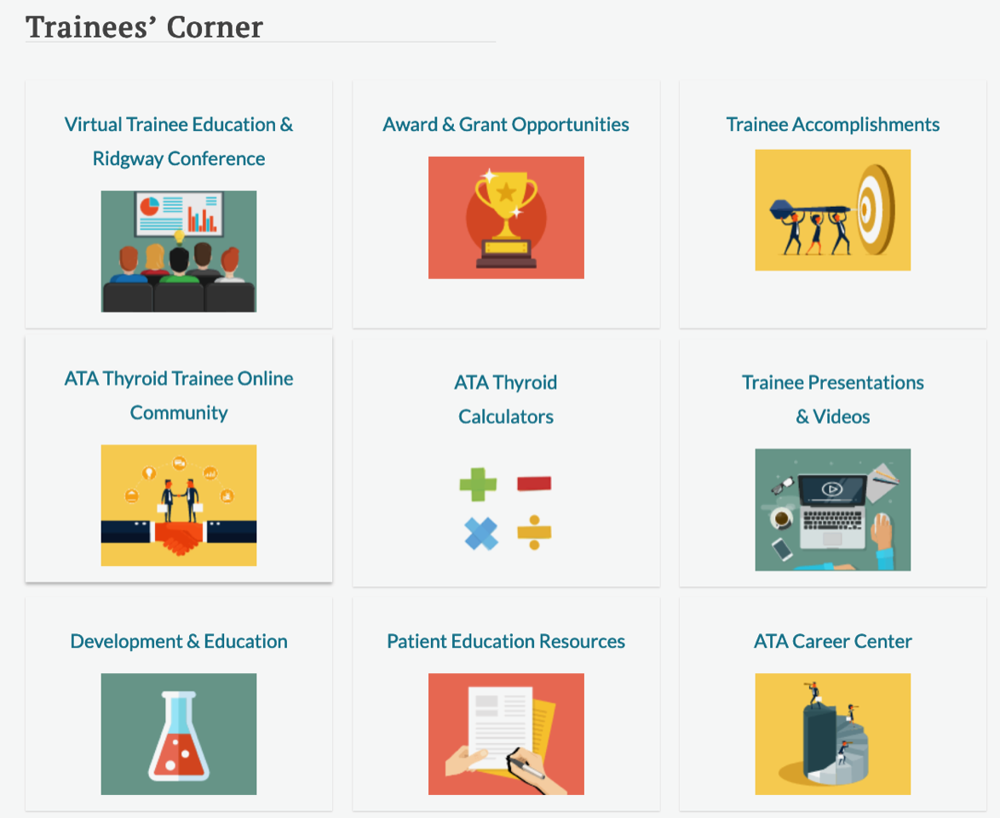 Trainees’ Corner
Virtual Trainee Education &
Ridgway Conference
Award & Grant Opportunities
Trainee Accomplishments
ATA Thyroid Trainee Online
Community
ATA Thyroid
Calculators
Trainee Presentations
& Videos
Development & Education
Patient Education Resources
ATA Career Center